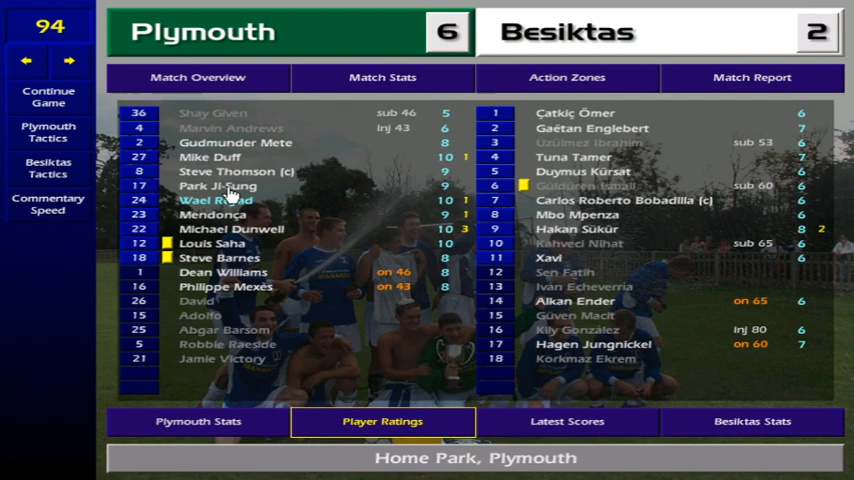 94
Plymouth 6 Besiktas 2
Match Overview Match Stats Action Zones Match Report
Continue Game
Plymouth Tactics
Besiktas Tactics
Commentary Speed
36 Shay Given sub 46 5
4 Marvin Andrews inj 43 6
2 Gudmunder Mete 8
27 Mike Duff 10 1
8 Steve Thomson (c) 9
17 Park Ji-Sung 9
24 10 1
23 Mendonça 9 1
22 Michael Dunwell 10 3
12 Louis Saha 10
18 Steve Barnes 8
1 Dean Williams on 46 8
16 Philippe Mexès on 43 8
26 David
15 Adolfo
25 Abgar Barsom
5 Robbie Raeside
21 Jamie Victory
1 Çatkiç Ömer 6
2 Gaëtan Englebert 7
3 Üzülmez Ibrahim sub 53 6
4 Tuna Tamer 7
5 Duymus Kürsat 6
6 Güldüren Ismail sub 60 6
7 Carlos Roberto Bobadilla (c) 6
8 Mbo Mpenza 6
9 Hakan Sükür 8 2
10 Kahveci Nihat sub 65 6
11 Xavi 6
12 Sen Fatih
13 Iván Echeverria
14 Alkan Ender on 65 6
15 Güven Macit
16 Kily González inj 80 6
17 Hagen Jungnickel on 60 7
18 Korkmaz Ekrem
Plymouth Stats Player Ratings Latest Scores Besiktas Stats
Home Park, Plymouth